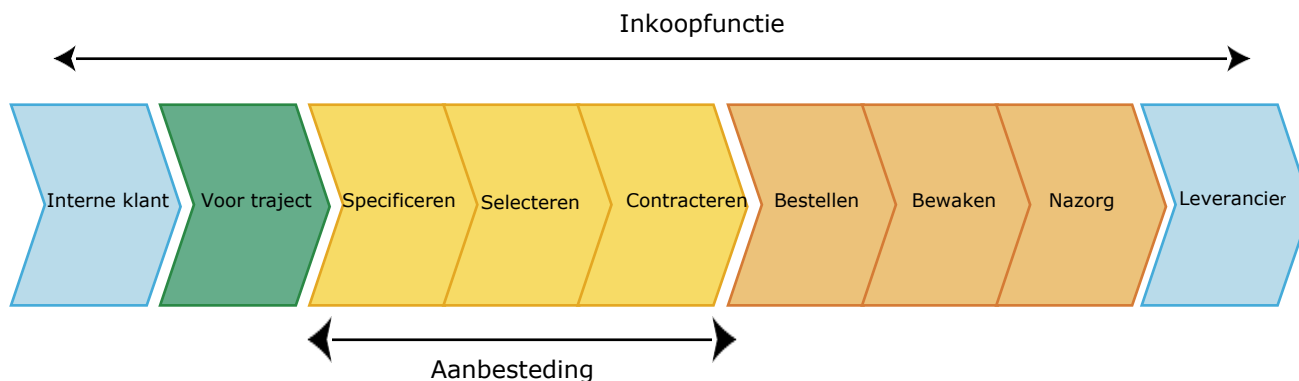 Inkoopfunctie
Interne klant
Voor traject
Specificeren
Selecteren
Contracteren
Bestellen
Bewaken
Nazorg
Leverancier
Aanbesteding